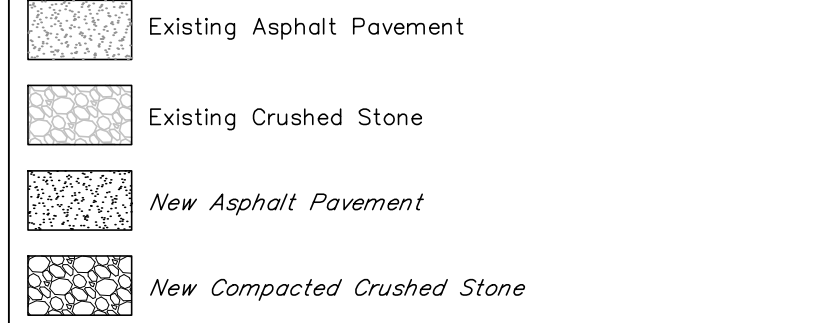 Existing Asphalt Pavement
Existing Crushed Stone
New Asphalt Pavement
New Compacted Crushed Stone